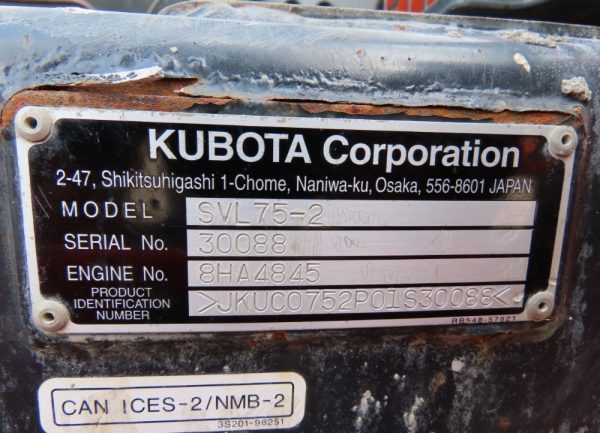 KUBOTA Corporation
2-47, Shikitsuhigashi 1-Chome, Naniwa-ku, Osaka, 556-8601 JAPAN
MODEL SVL75-2
SERIAL No. 30088
ENGINE No. 8HA4845
PRODUCT IDENTIFICATION NUMBER >JKUC0752P01S30088<
RB548-57821
CAN ICES-2/NMB-2
3S201-98251